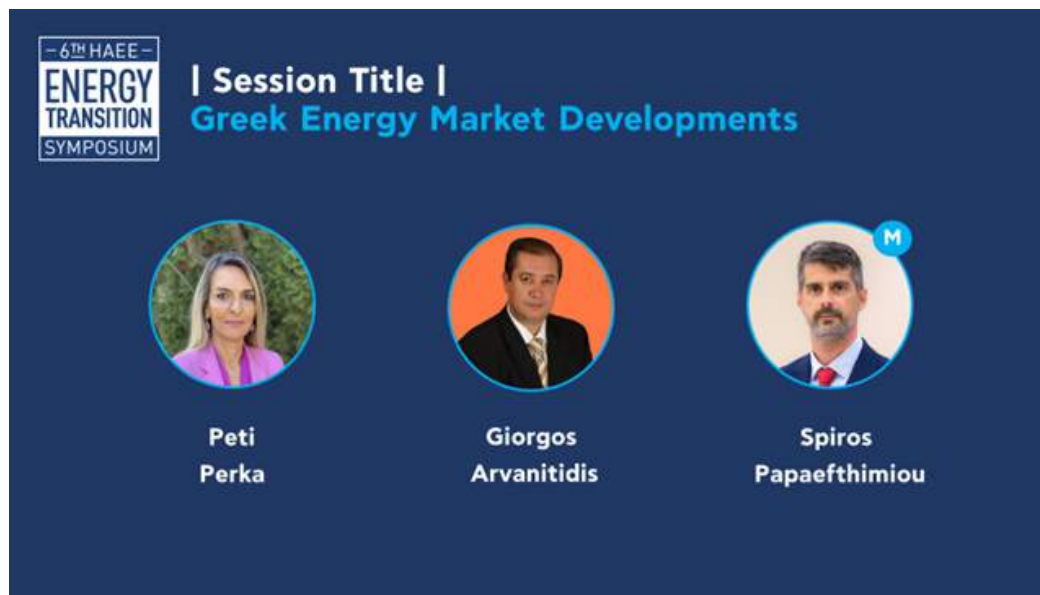 6TH HAEE
ENERGY
TRANSITION
SYMPOSIUM
| Session Title |
Greek Energy Market Developments
M
Peti
Perka
Giorgos
Arvanitidis
Spiros
Papaefthimiou